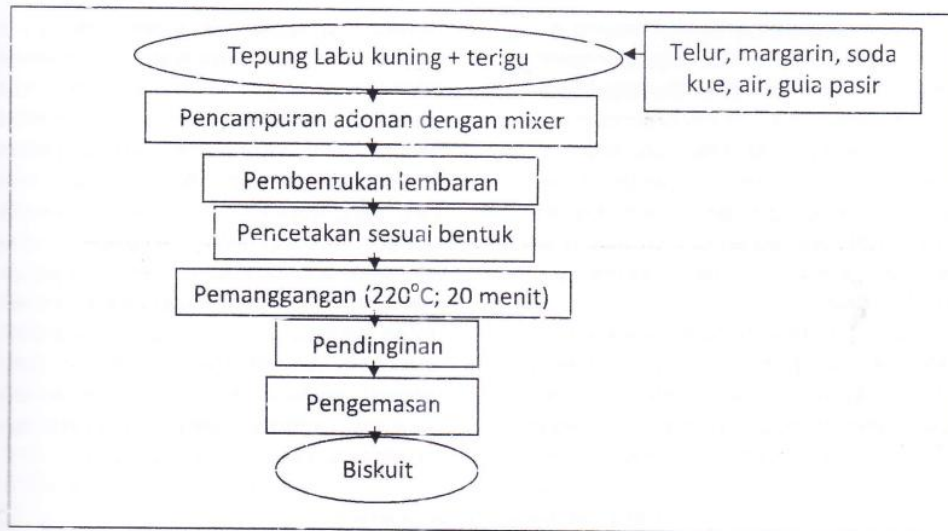 Tepung Labu kuning + terigu
Telur, margarin, soda
kue, air, guia pasir
Pencampuran adonan dengan mixer
Pembentukan lembaran
Pencetakan sesuai bentuk
Pemanggangan (220°C; 20 menit)
Pendinginan
Pengemasan
Biskuit